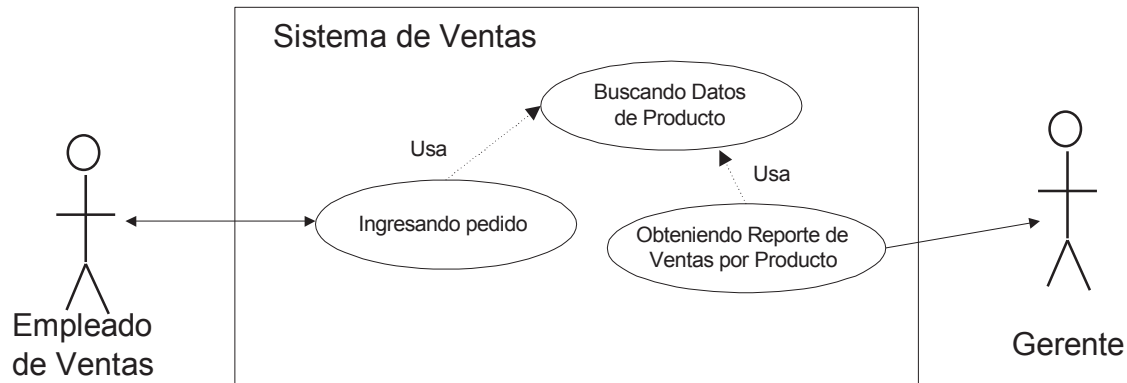 Sistema de Ventas
Buscando Datos
de Producto
Usa
Usa
Ingresando pedido
Obteniendo Reporte de
Ventas por Producto
Empleado
de Ventas
Gerente